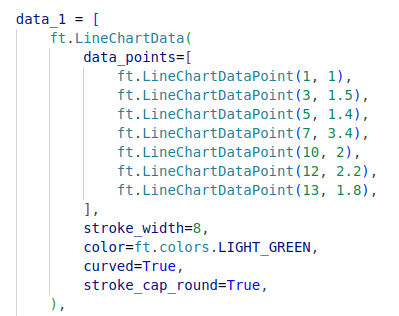 data_1 = [
    ft.LineChartData(
        data_points=[
            ft.LineChartDataPoint(1, 1),
            ft.LineChartDataPoint(3, 1.5),
            ft.LineChartDataPoint(5, 1.4),
            ft.LineChartDataPoint(7, 3.4),
            ft.LineChartDataPoint(10, 2),
            ft.LineChartDataPoint(12, 2.2),
            ft.LineChartDataPoint(13, 1.8),
        ],
        stroke_width=8,
        color=ft.colors.LIGHT_GREEN,
        curved=True,
        stroke_cap_round=True,
    ),